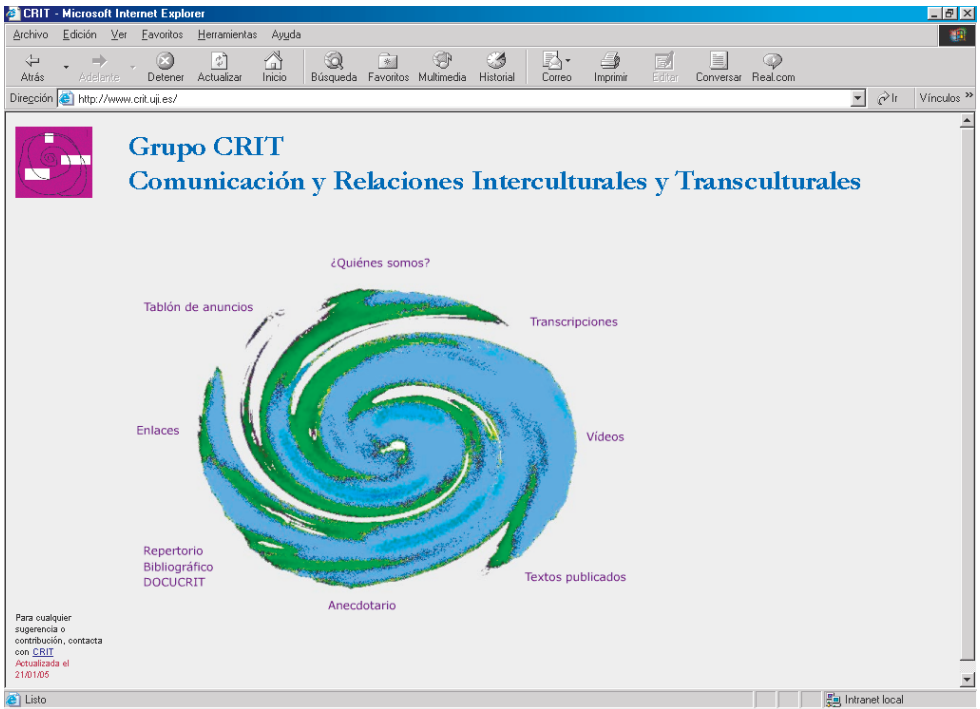 CRIT - Microsoft Internet Explorer
Archivo Edición Ver Favoritos Herramientas Ayuda
Atrás Adelante Detener Actualizar Inicio Búsqueda Favoritos Multimedia Historial Correo Imprimir Editar Conversar Real.com
Dirección http://www.crit.uji.es/ Ir Vínculos »
Grupo CRIT
Comunicación y Relaciones Interculturales y Transculturales
¿Quiénes somos?
Tablón de anuncios
Transcripciones
Enlaces
Vídeos
Repertorio
Bibliográfico
DOCUCRIT
Textos publicados
Anecdotario
Para cualquier
sugerencia o
contribución, contacta
con CRIT
Actualizada el
21/01/05
Listo Intranet local